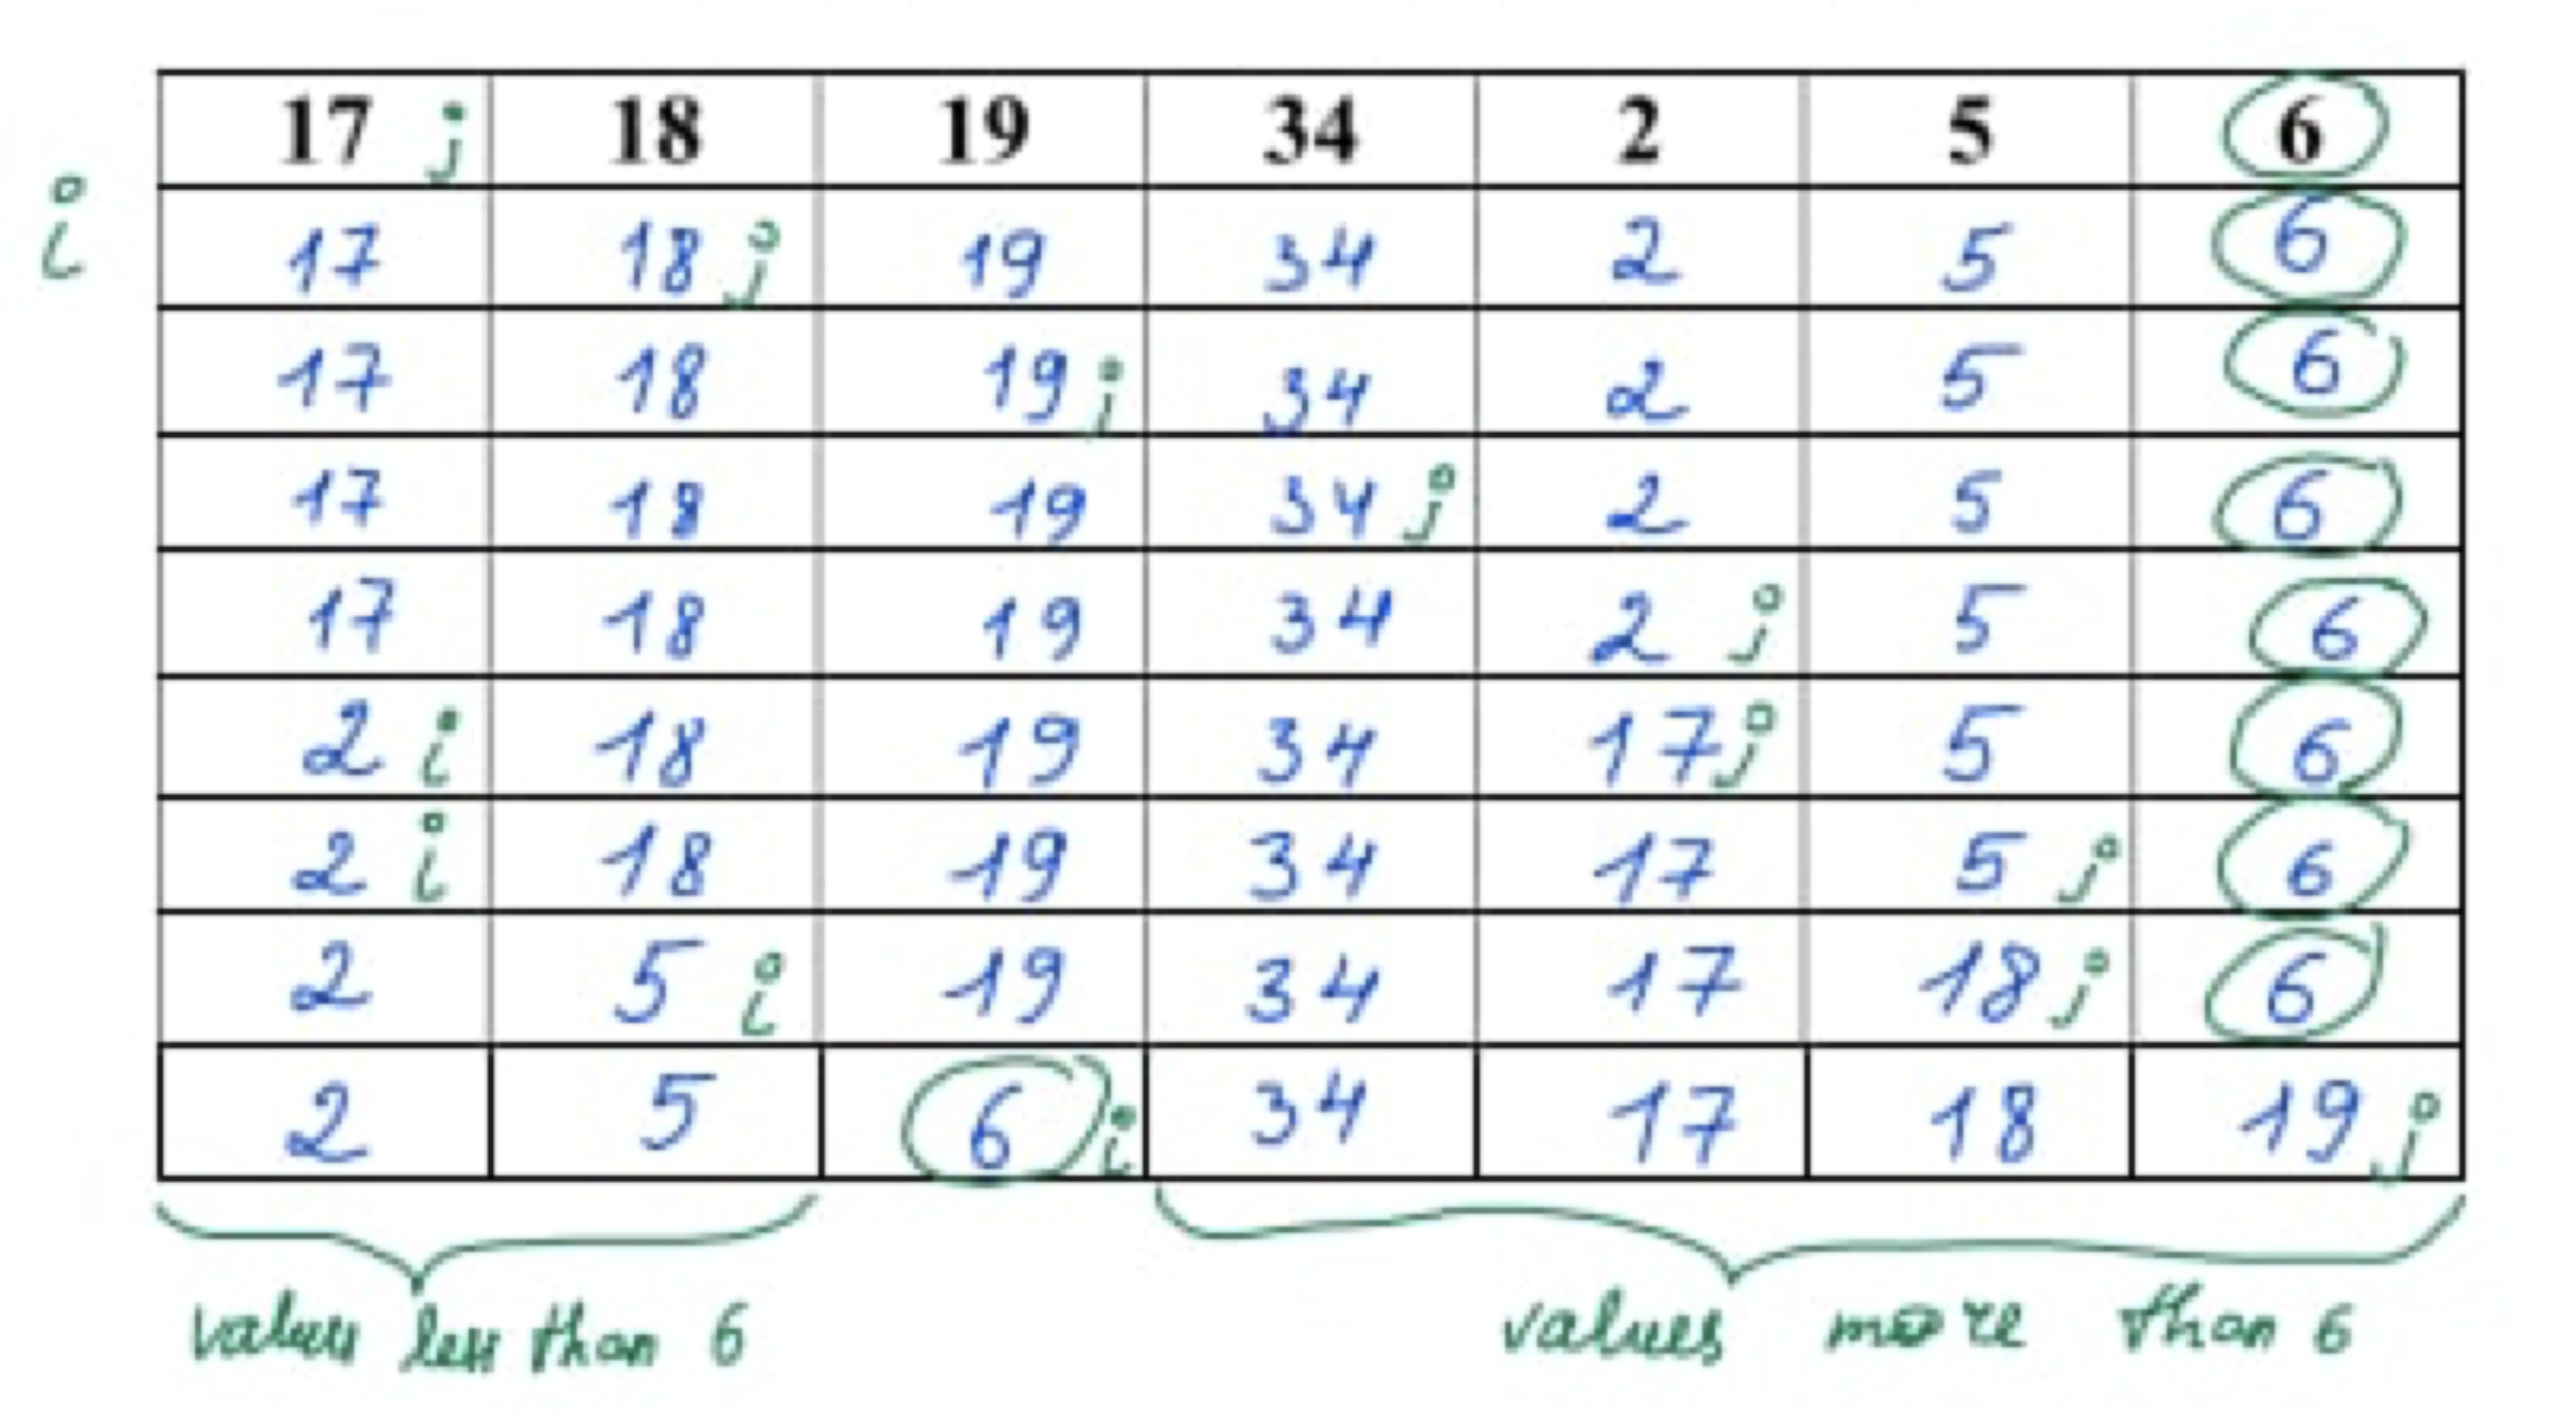 17 j 18 19 34 2 5 6
i 17 18 j 19 34 2 5 6
17 18 19 j 34 2 5 6
17 18 19 34 j 2 5 6
17 18 19 34 2 j 5 6
2 i 18 19 34 17 j 5 6
2 i 18 19 34 17 5 j 6
2 5 i 19 34 17 18 j 6
2 5 6 i 34 17 18 19 j
values less than 6 values more than 6